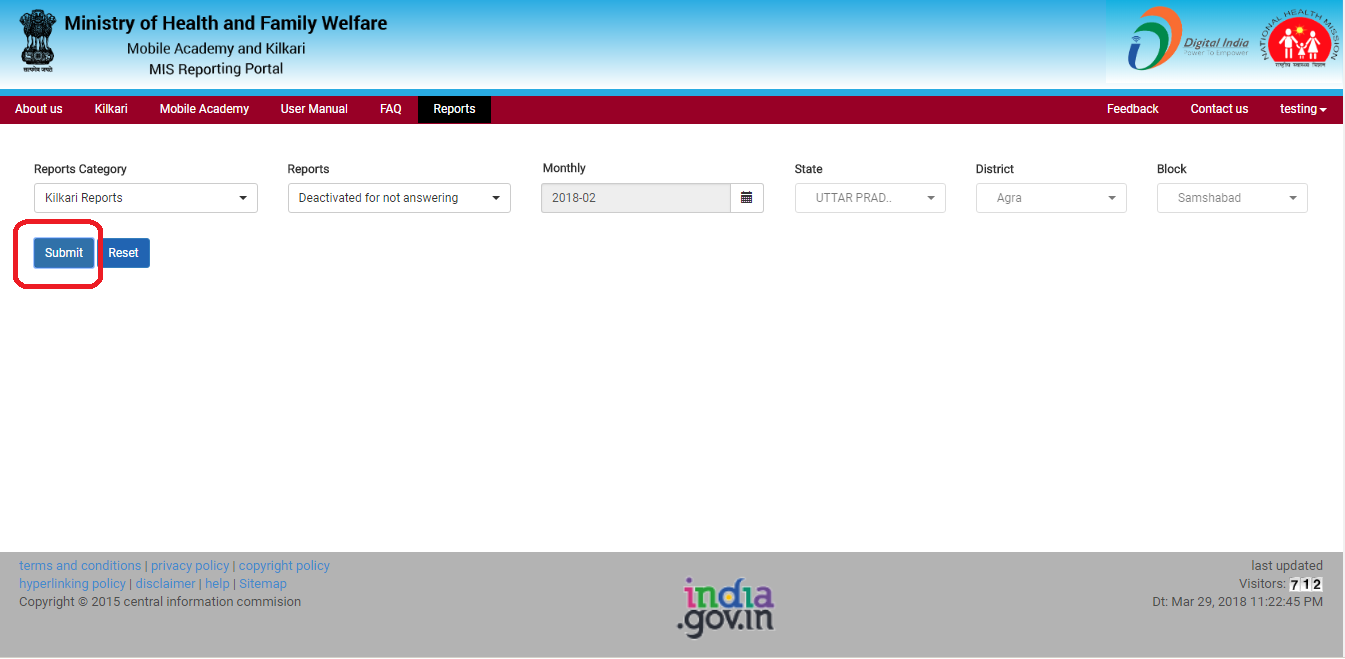 Ministry of Health and Family Welfare
Mobile Academy and Kilkari
MIS Reporting Portal
सत्यमेव जयते
Digital India
Power To Empower
NATIONAL HEALTH MISSION
राष्ट्रीय स्वास्थ्य मिशन
About us Kilkari Mobile Academy User Manual FAQ Reports Feedback Contact us testing
Reports Category Reports Monthly State District Block
Kilkari Reports Deactivated for not answering 2018-02 UTTAR PRAD.. Agra Samshabad
Submit Reset
terms and conditions | privacy policy | copyright policy
hyperlinking policy | disclaimer | help | Sitemap
Copyright © 2015 central information commision
india
.gov.in
last updated
Visitors: 712
Dt: Mar 29, 2018 11:22:45 PM